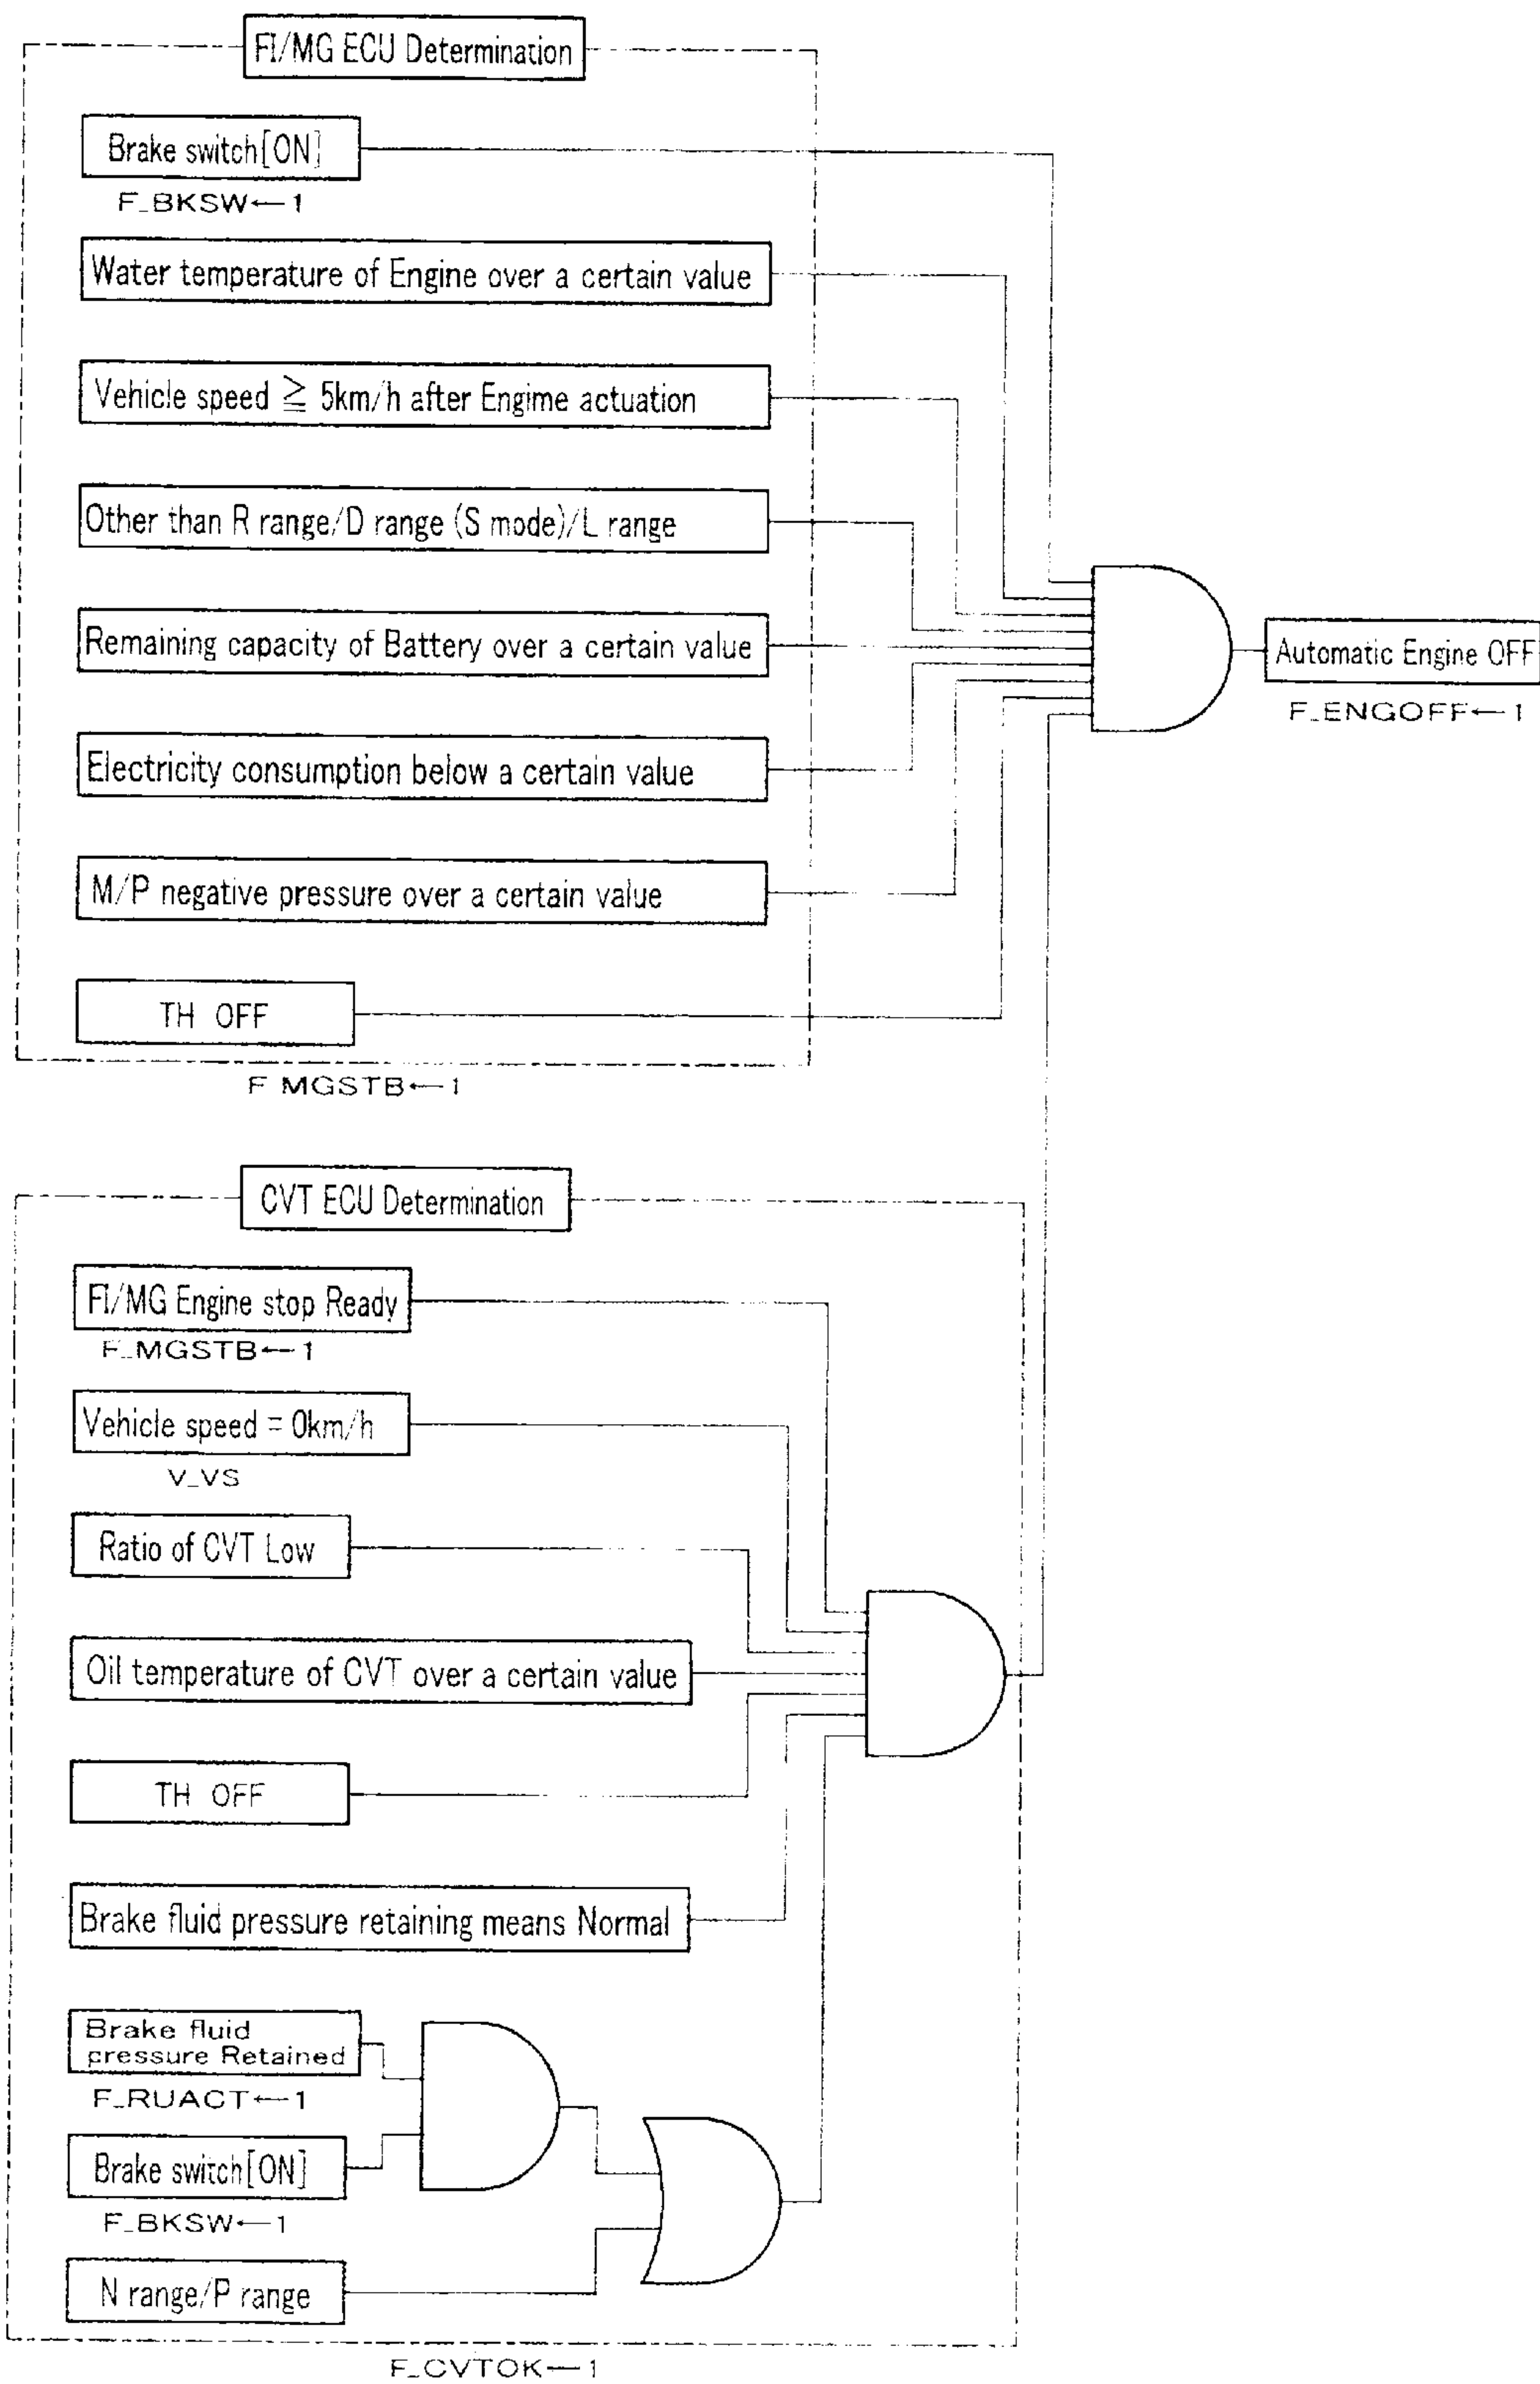 FI/MG ECU Determination
Brake switch[ON]
F_BKSW←1
Water temperature of Engine over a certain value
Vehicle speed ≧ 5km/h after Engime actuation
Other than R range/D range (S mode)/L range
Remaining capacity of Battery over a certain value
Electricity consumption below a certain value
M/P negative pressure over a certain value
TH OFF
F MGSTB←1
Automatic Engine OFF
F_ENGOFF←1
CVT ECU Determination
FI/MG Engine stop Ready
F_MGSTB←1
Vehicle speed = 0km/h
V_VS
Ratio of CVT Low
Oil temperature of CVT over a certain value
TH OFF
Brake fluid pressure retaining means Normal
Brake fluid
pressure Retained
F_RUACT←1
Brake switch[ON]
F_BKSW←1
N range/P range
F_CVTOK←1